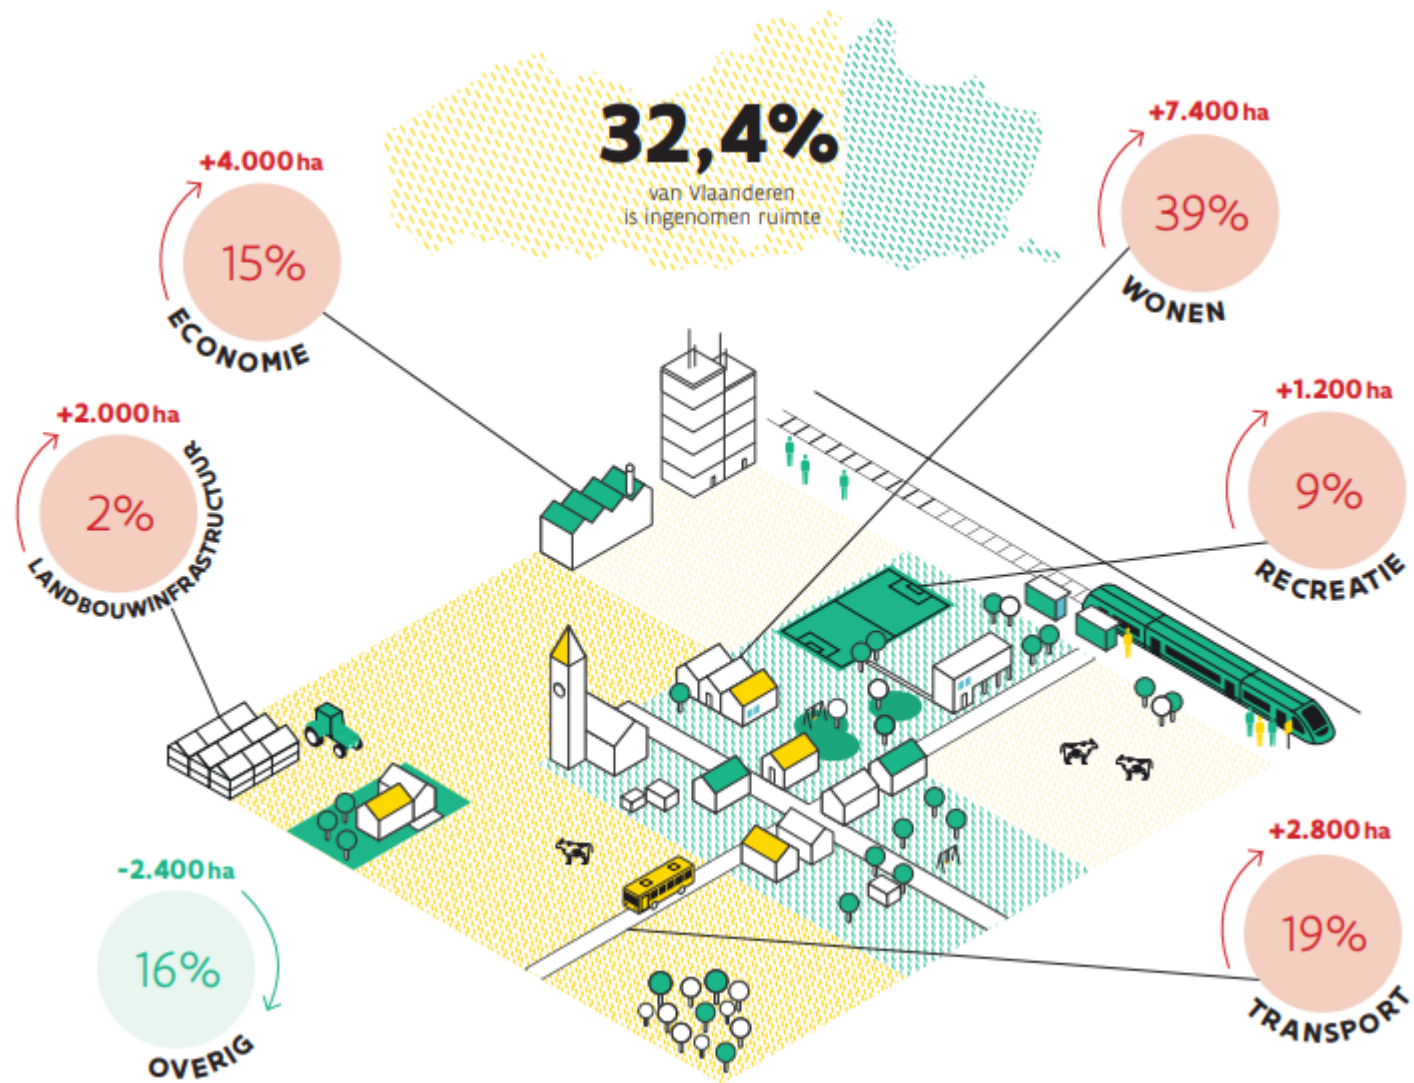 32,4%
van Vlaanderen
is ingenomen ruimte
+4.000 ha
15%
ECONOMIE
+7.400 ha
39%
WONEN
+2.000 ha
2%
LANDBOUWINFRASTRUCTUUR
+1.200 ha
9%
RECREATIE
-2.400 ha
16%
OVERIG
+2.800 ha
19%
TRANSPORT